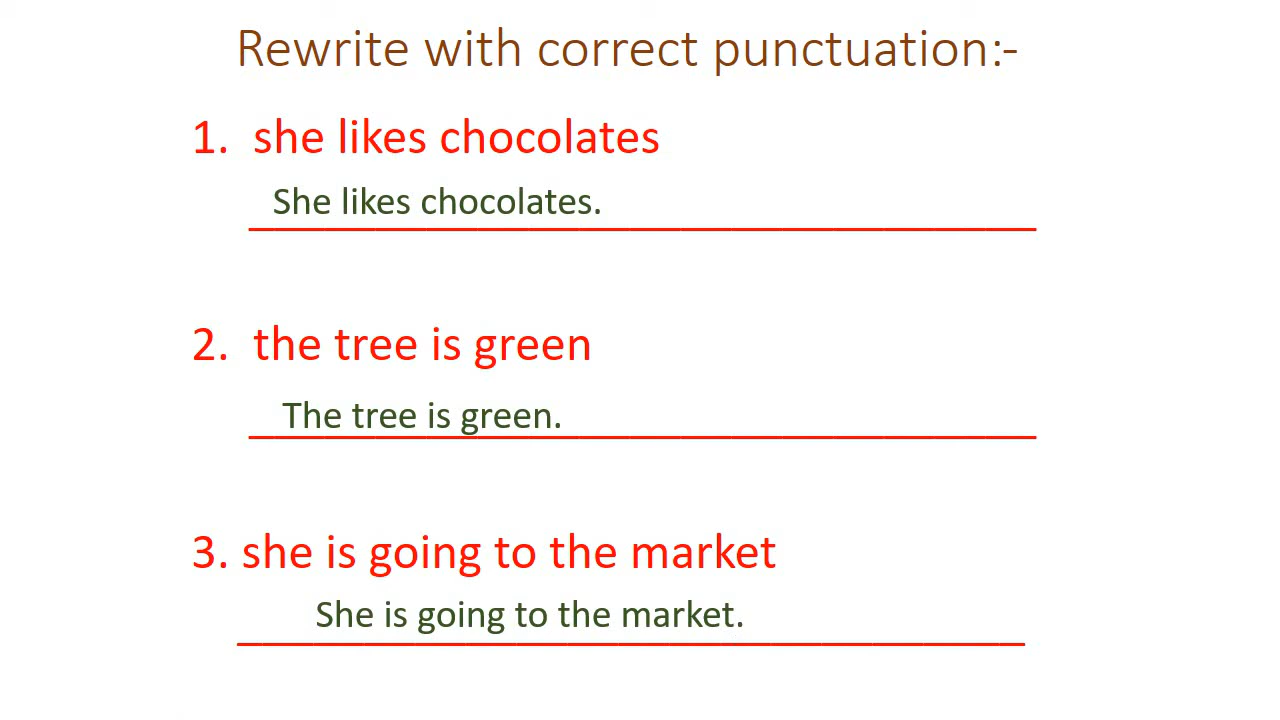 Rewrite with correct punctuation:-
1. she likes chocolates
She likes chocolates.
2. the tree is green
The tree is green.
3. she is going to the market
She is going to the market.